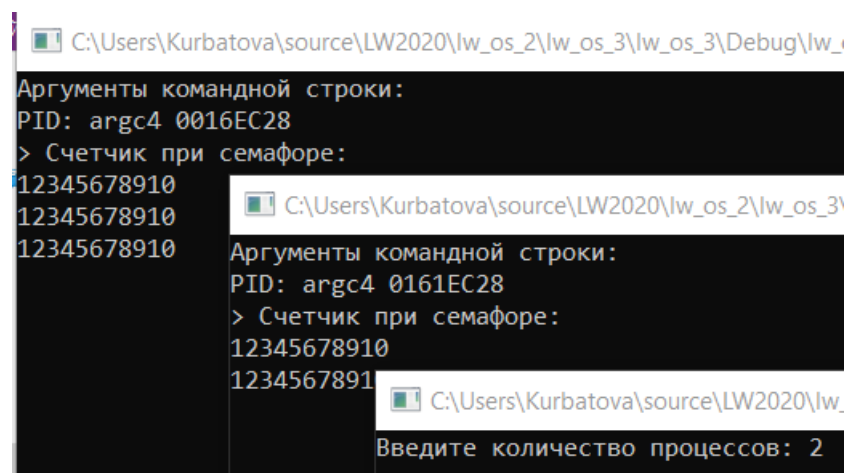 C:\Users\Kurbatova\source\LW2020\lw_os_2\lw_os_3\lw_os_3\Debug\lw_
Аргументы командной строки:
PID: argc4 0016EC28
> Счетчик при семафоре:
12345678910
12345678910
12345678910
C:\Users\Kurbatova\source\LW2020\lw_os_2\lw_os_3\
Аргументы командной строки:
PID: argc4 0161EC28
> Счетчик при семафоре:
12345678910
1234567891
C:\Users\Kurbatova\source\LW2020\lw_
Введите количество процессов: 2